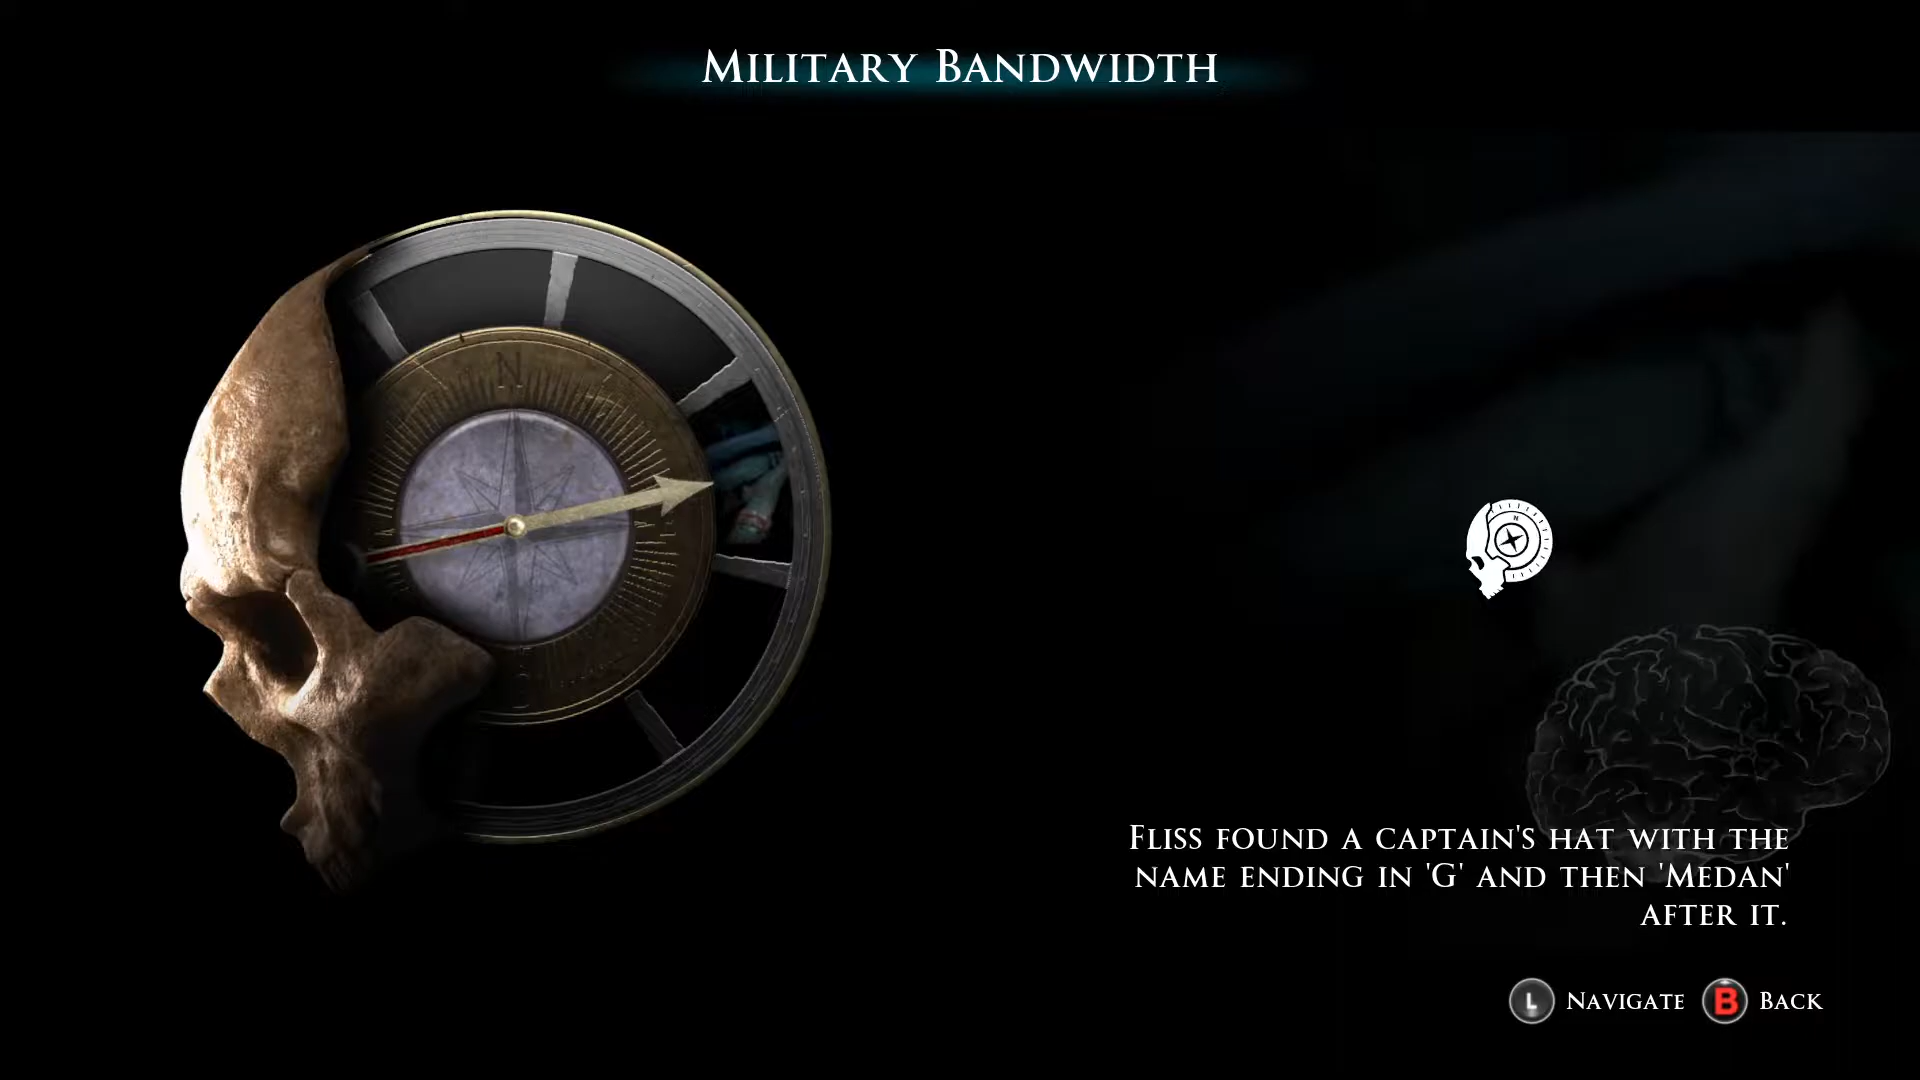 Military Bandwidth
N
Fliss found a captain's hat with the
name ending in 'G' and then 'Medan'
after it.
L Navigate B Back